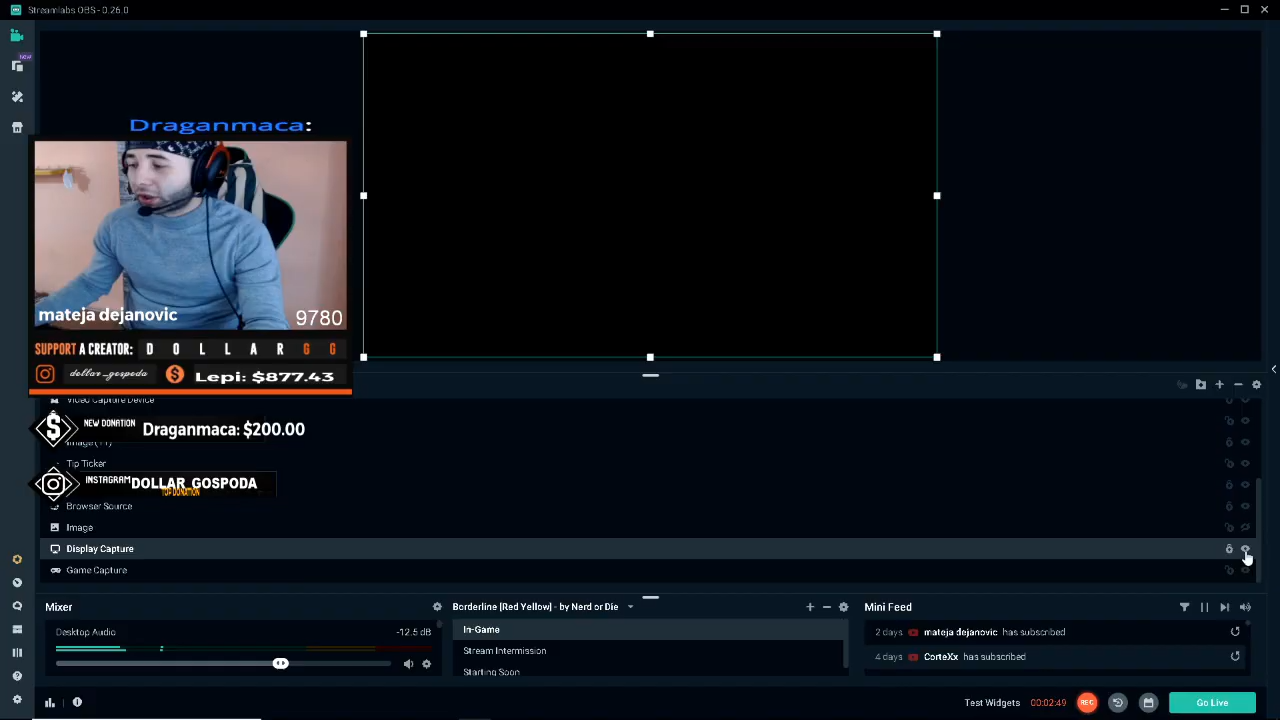 Streamlabs OBS - 0.26.0
NEW
Draganmaca:
mateja dejanovic
9780
SUPPORT A CREATOR: D O L L A R G G
dollar_gospoda
Lepi: $877.43
Video Capture Device
NEW DONATION Draganmaca: $200.00
Tip Ticker
INSTAGRAM DOLLAR_GOSPODA
TOP DONATION
Browser Source
Image
Display Capture
Game Capture
Mixer
Borderline [Red Yellow] - by Nerd or Die
Mini Feed
Desktop Audio
-12.5 dB
In-Game
Stream Intermission
Starting Soon
2 days mateja dejanovic has subscribed
4 days CorteXx has subscribed
Test Widgets
00:02:49
REC
Go Live